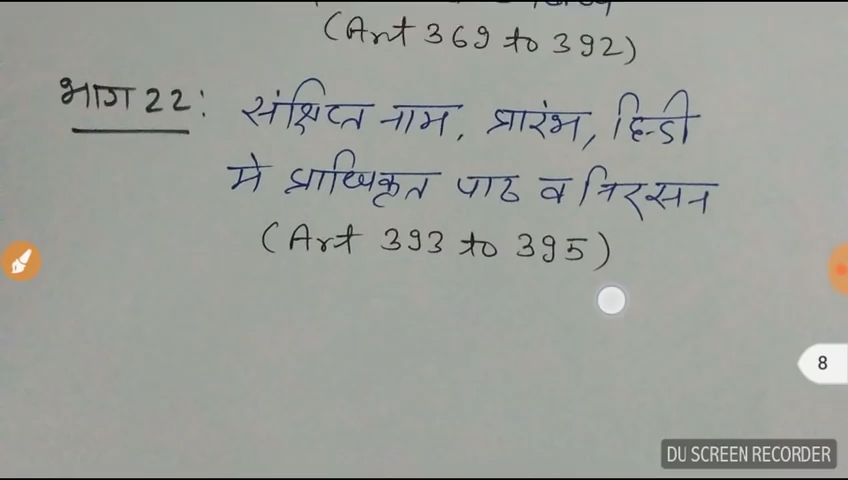 (Art 369 to 392)
भाग 22: संक्षिप्त नाम, प्रारंभ, हिन्डी
मे प्राधिकृत पाठ व निरसन
(Art 393 to 395)
8
DU SCREEN RECORDER